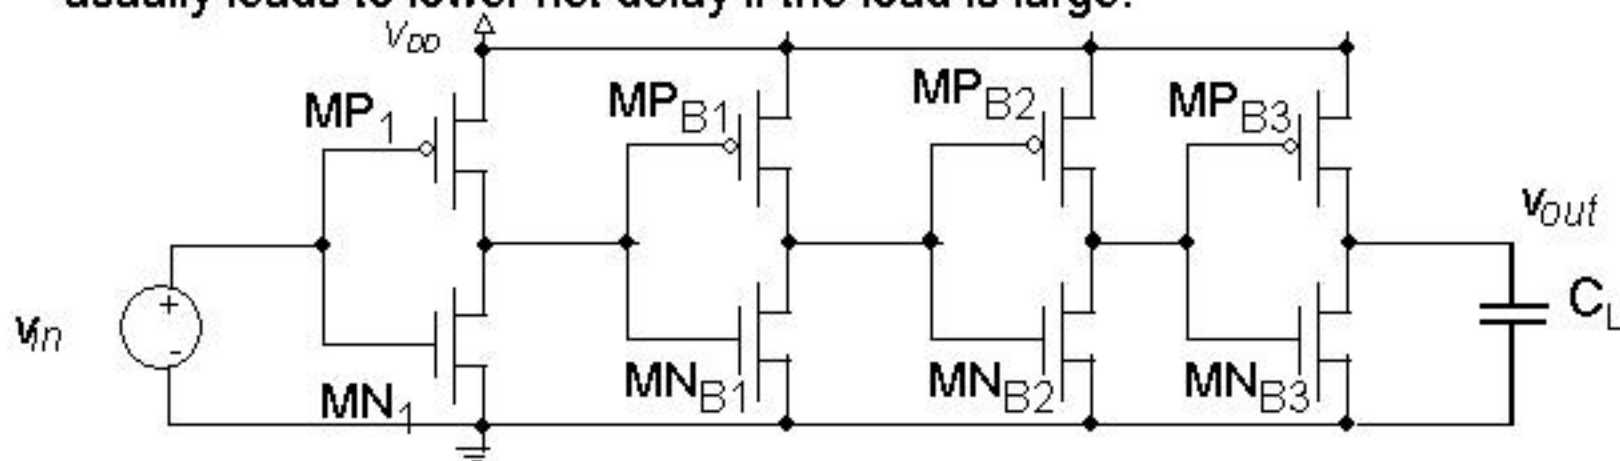 usually leads to lower net delay if the load is large.
VDD
MP1
MPB1
MPB2
MPB3
vout
vin
+
-
CL
MN1
MNB1
MNB2
MNB3